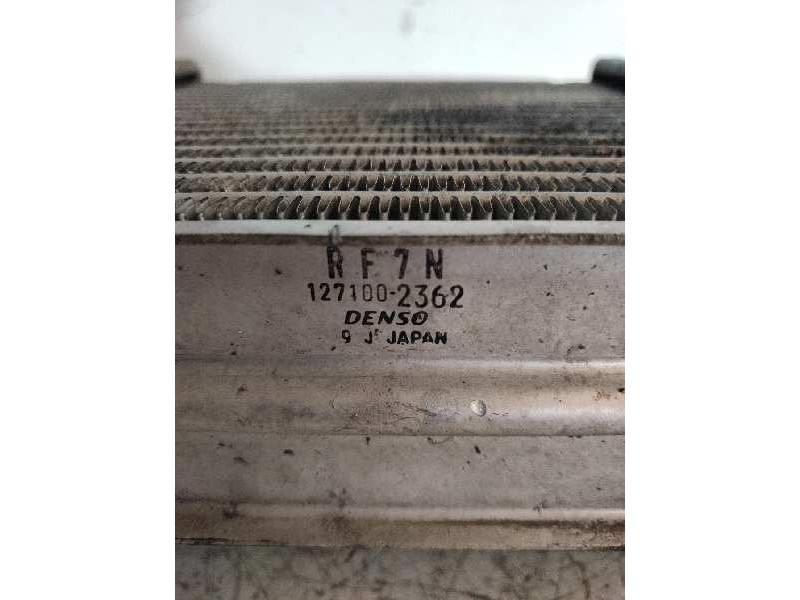 RF7N
127100-2362
DENSO
9 J JAPAN